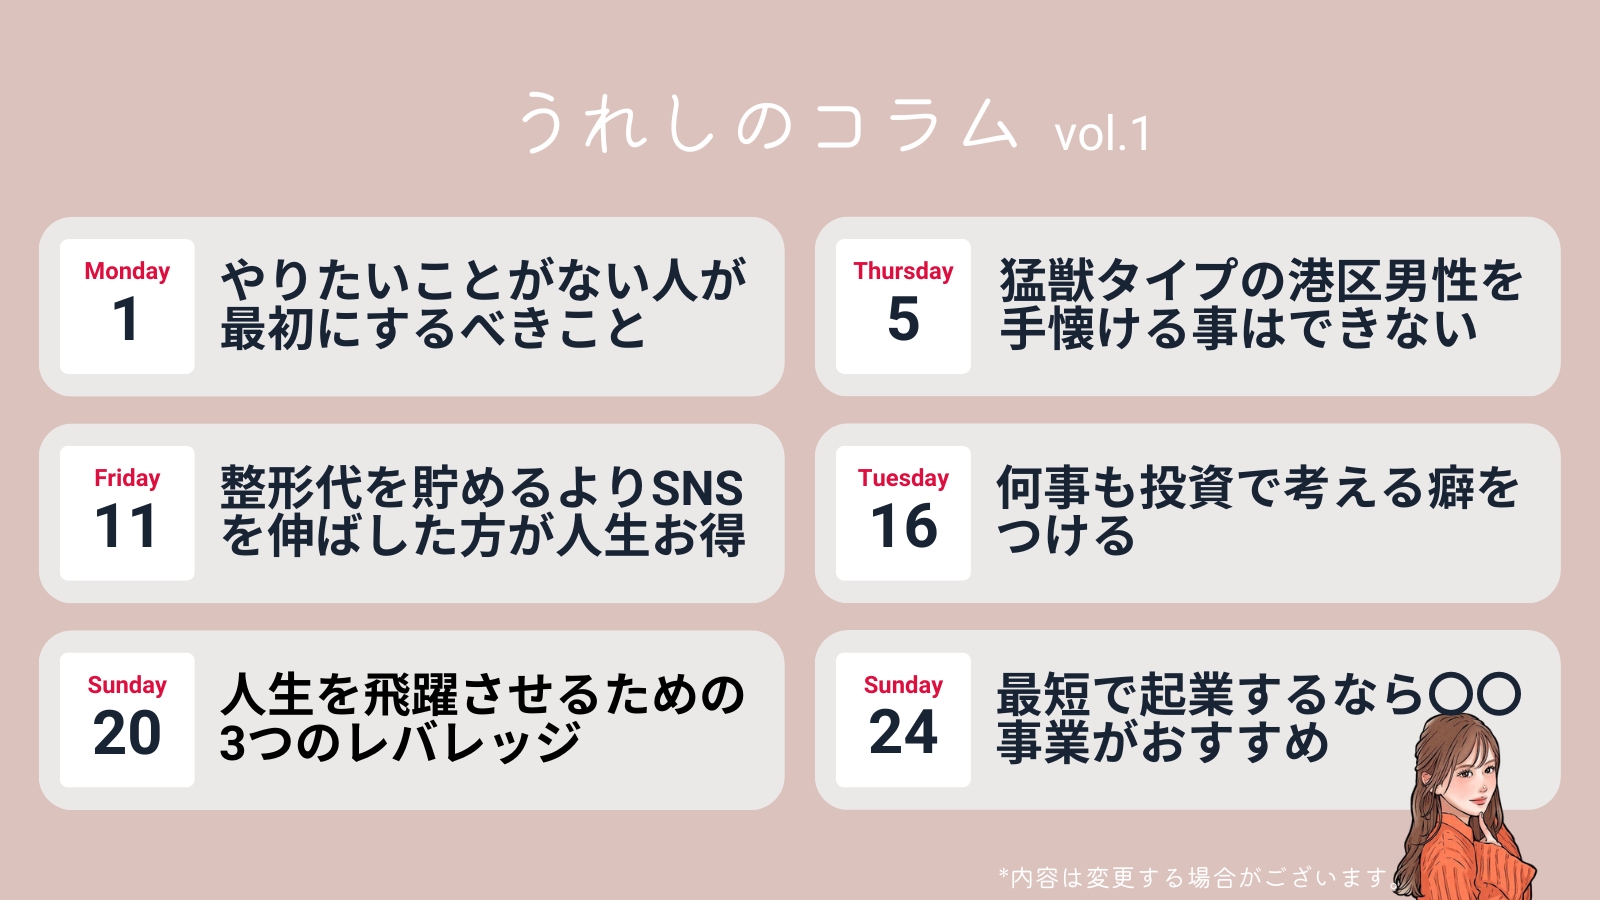 うれしのコラム vol.1
Monday
1
やりたいことがない人が
最初にするべきこと
Thursday
5
猛獣タイプの港区男性を
手懐ける事はできない
Friday
11
整形代を貯めるよりSNS
を伸ばした方が人生お得
Tuesday
16
何事も投資で考える癖を
つける
Sunday
20
人生を飛躍させるための
3つのレバレッジ
Sunday
24
最短で起業するなら〇〇
事業がおすすめ
*内容は変更する場合がございます。